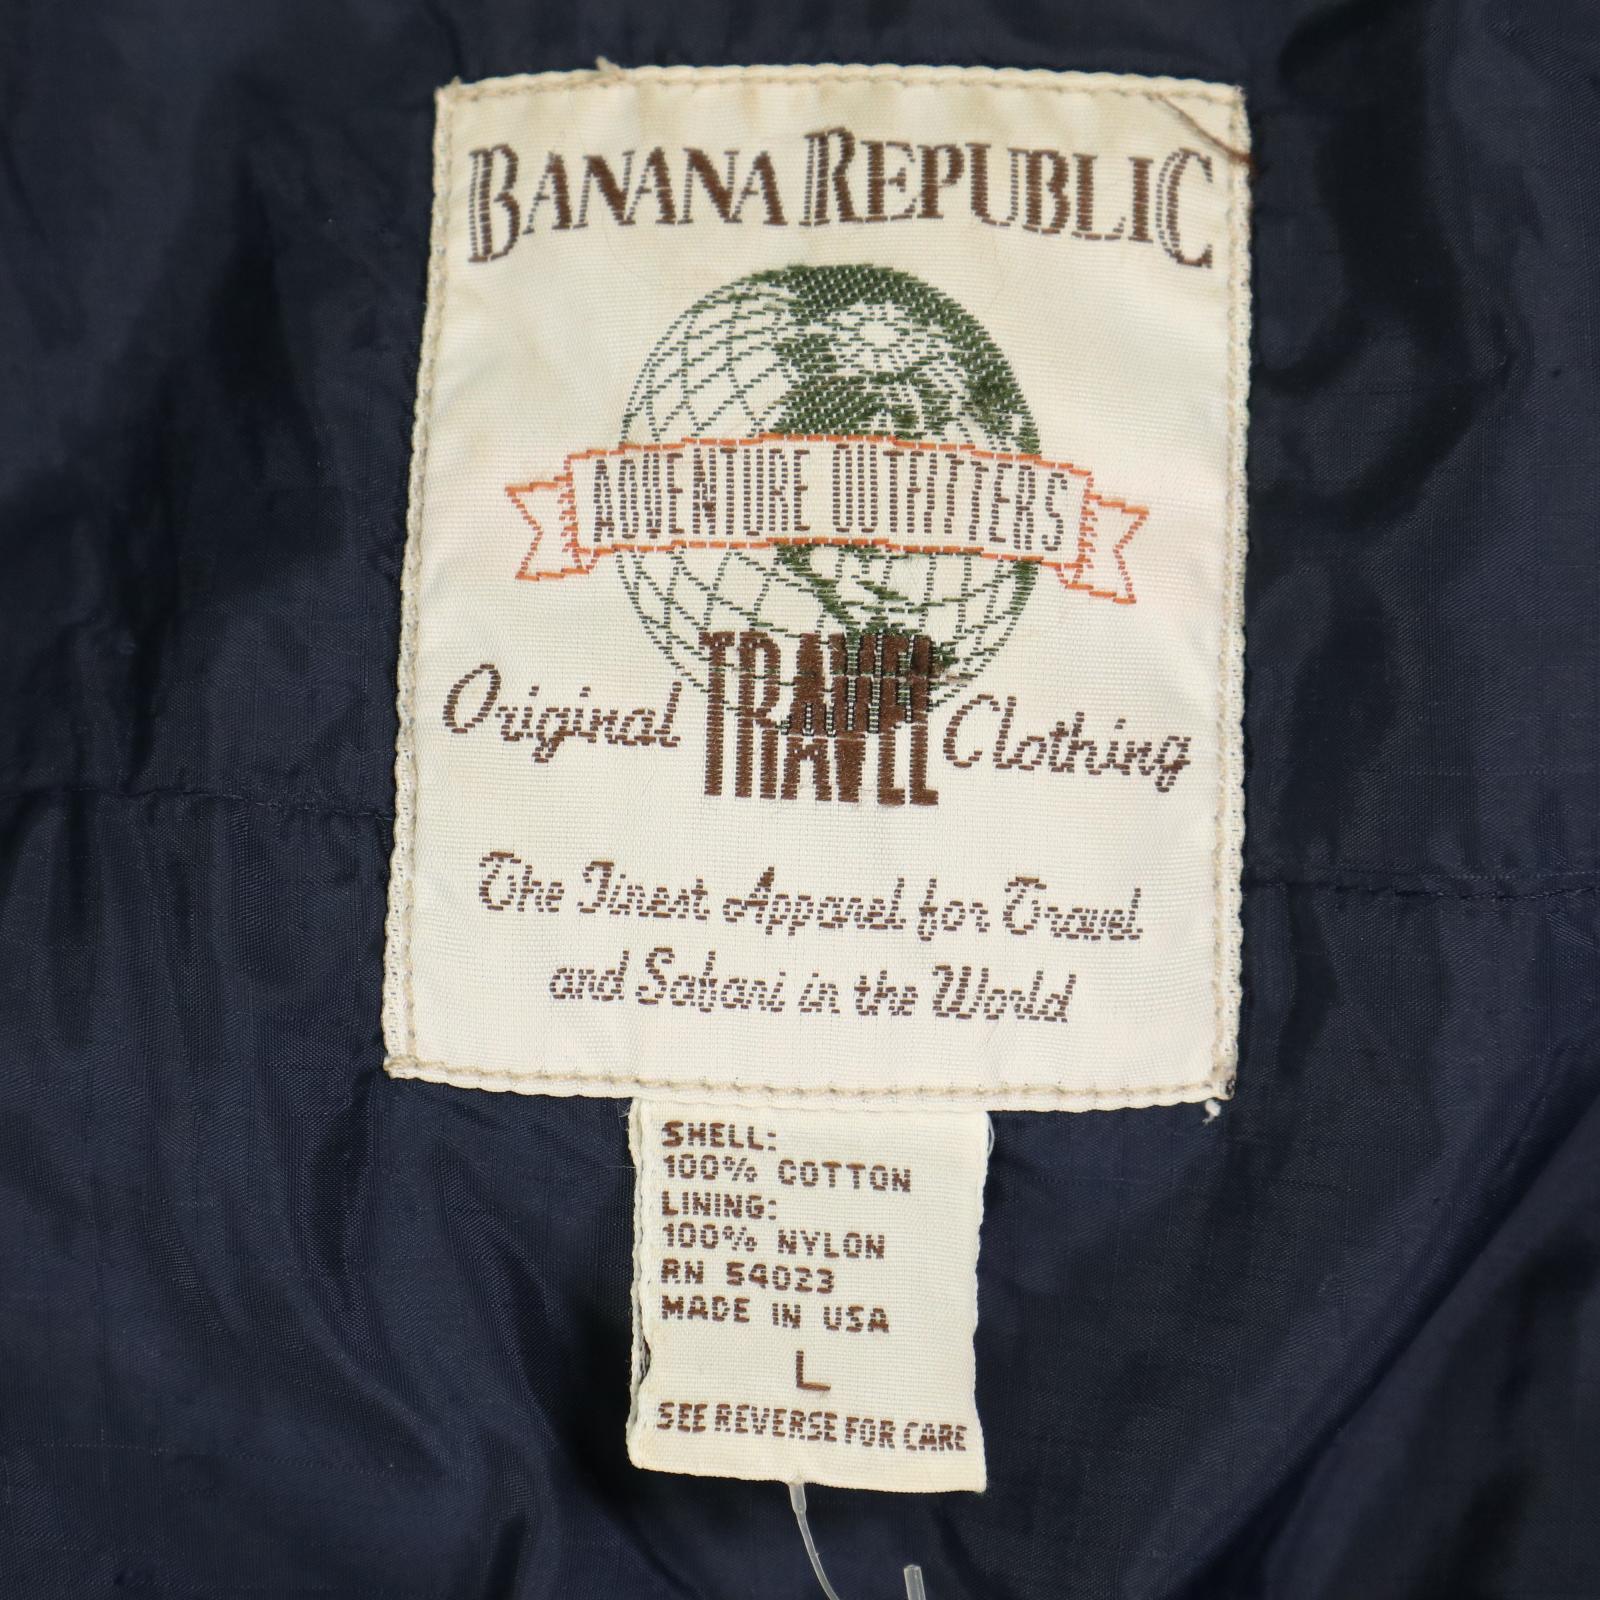 BANANA REPUBLIC
ADVENTURE OUTFITTERS
Original TRAVEL Clothing
The Finest Apparel for Travel
and Safari in the World
SHELL:
100% COTTON
LINING:
100% NYLON
RN 54023
MADE IN USA
L
SEE REVERSE FOR CARE